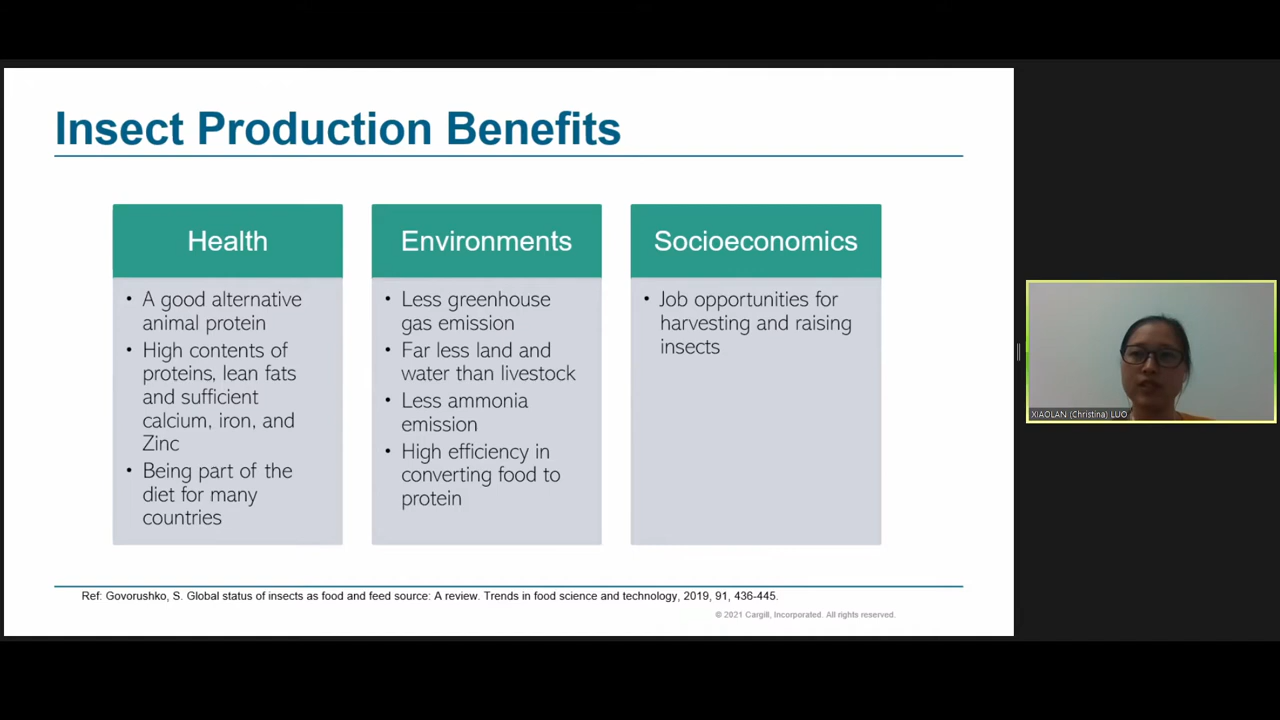 Insect Production Benefits
Health
• A good alternative
animal protein
• High contents of
proteins, lean fats
and sufficient
calcium, iron, and
Zinc
• Being part of the
diet for many
countries
Environments
• Less greenhouse
gas emission
• Far less land and
water than livestock
• Less ammonia
emission
• High efficiency in
converting food to
protein
Socioeconomics
• Job opportunities for
harvesting and raising
insects
Ref: Govorushko, S. Global status of insects as food and feed source: A review. Trends in food science and technology, 2019, 91, 436-445.
© 2021 Cargill, Incorporated. All rights reserved.
XIAOLAN (Christina) LUO